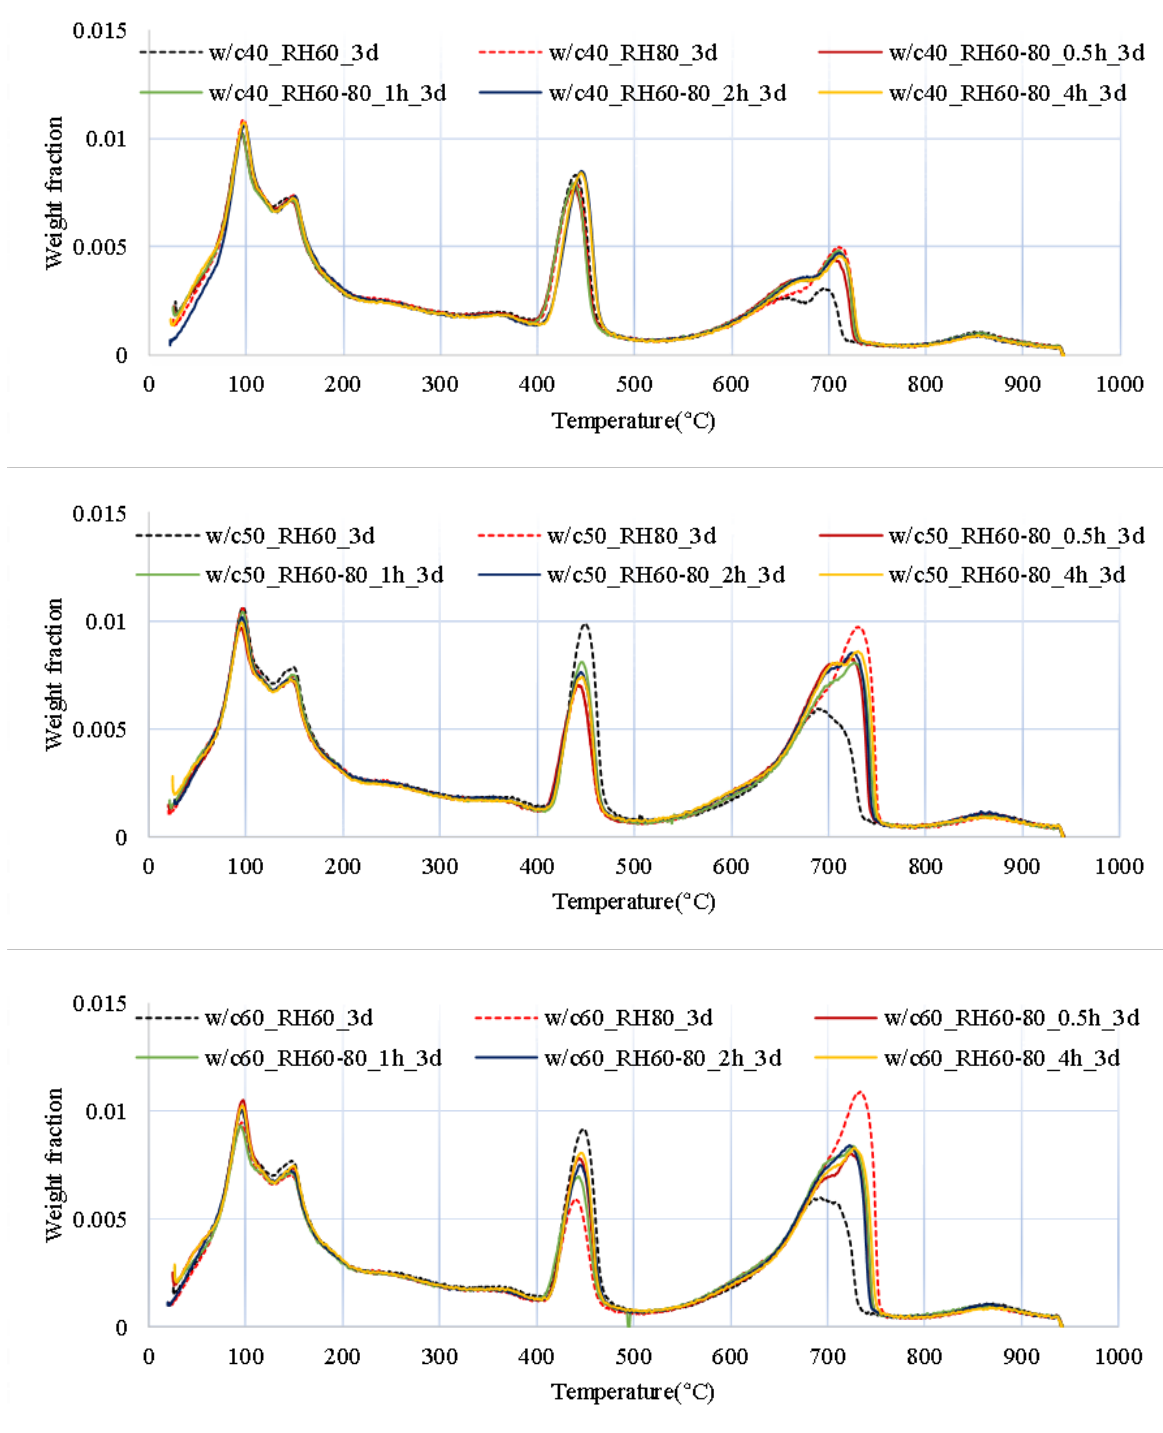 0.015
w/c40_RH60_3d w/c40_RH80_3d w/c40_RH60-80_0.5h_3d
w/c40_RH60-80_1h_3d w/c40_RH60-80_2h_3d w/c40_RH60-80_4h_3d
0.01
Weight fraction
0.005
0
0 100 200 300 400 500 600 700 800 900 1000
Temperature(°C)
0.015
w/c50_RH60_3d w/c50_RH80_3d w/c50_RH60-80_0.5h_3d
w/c50_RH60-80_1h_3d w/c50_RH60-80_2h_3d w/c50_RH60-80_4h_3d
0.01
Weight fraction
0.005
0
0 100 200 300 400 500 600 700 800 900 1000
Temperature(°C)
0.015
w/c60_RH60_3d w/c60_RH80_3d w/c60_RH60-80_0.5h_3d
w/c60_RH60-80_1h_3d w/c60_RH60-80_2h_3d w/c60_RH60-80_4h_3d
0.01
Weight fraction
0.005
0
0 100 200 300 400 500 600 700 800 900 1000
Temperature(°C)